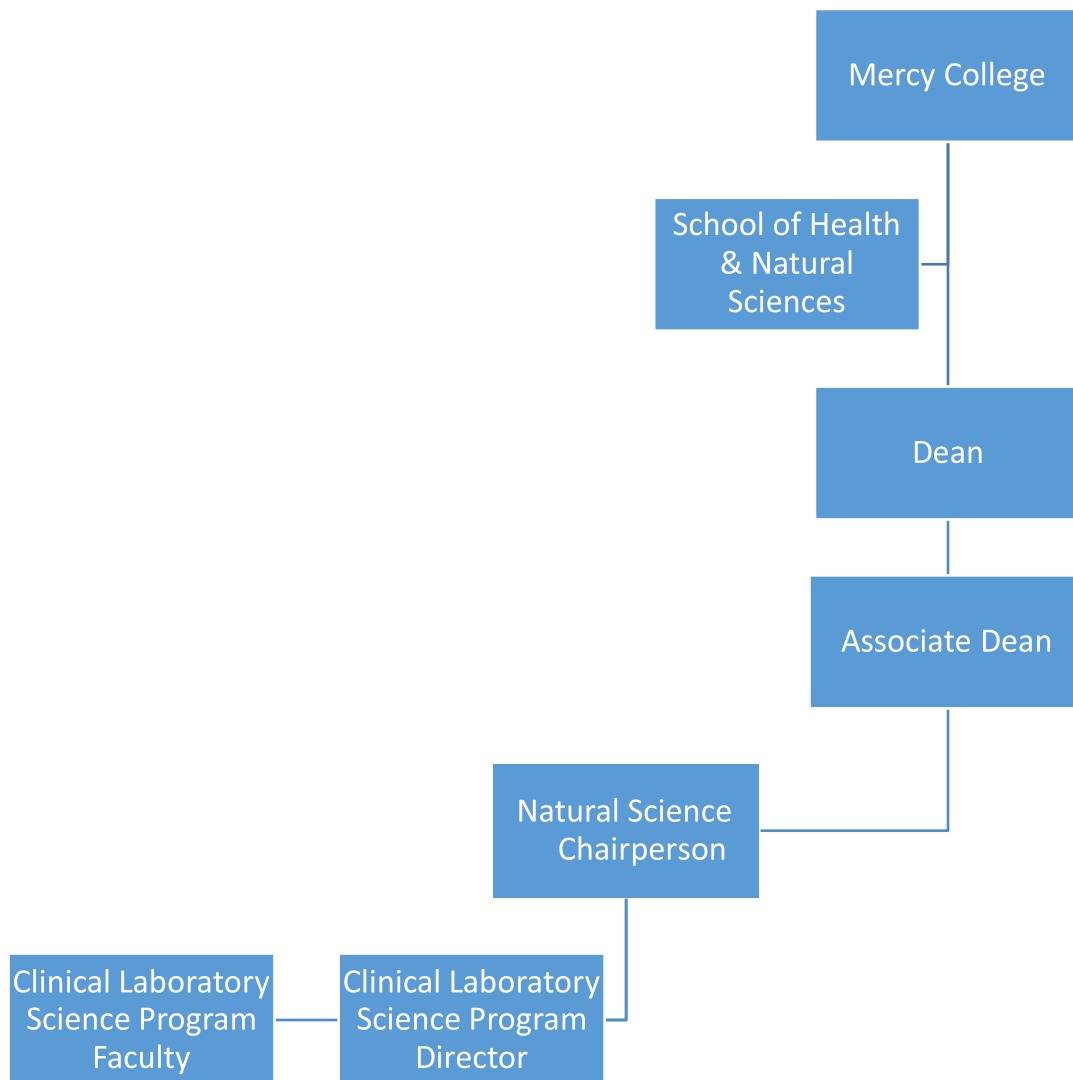 Mercy College
School of Health
& Natural
Sciences
Dean
Associate Dean
Natural Science
Chairperson
Clinical Laboratory
Science Program
Faculty
Clinical Laboratory
Science Program
Director